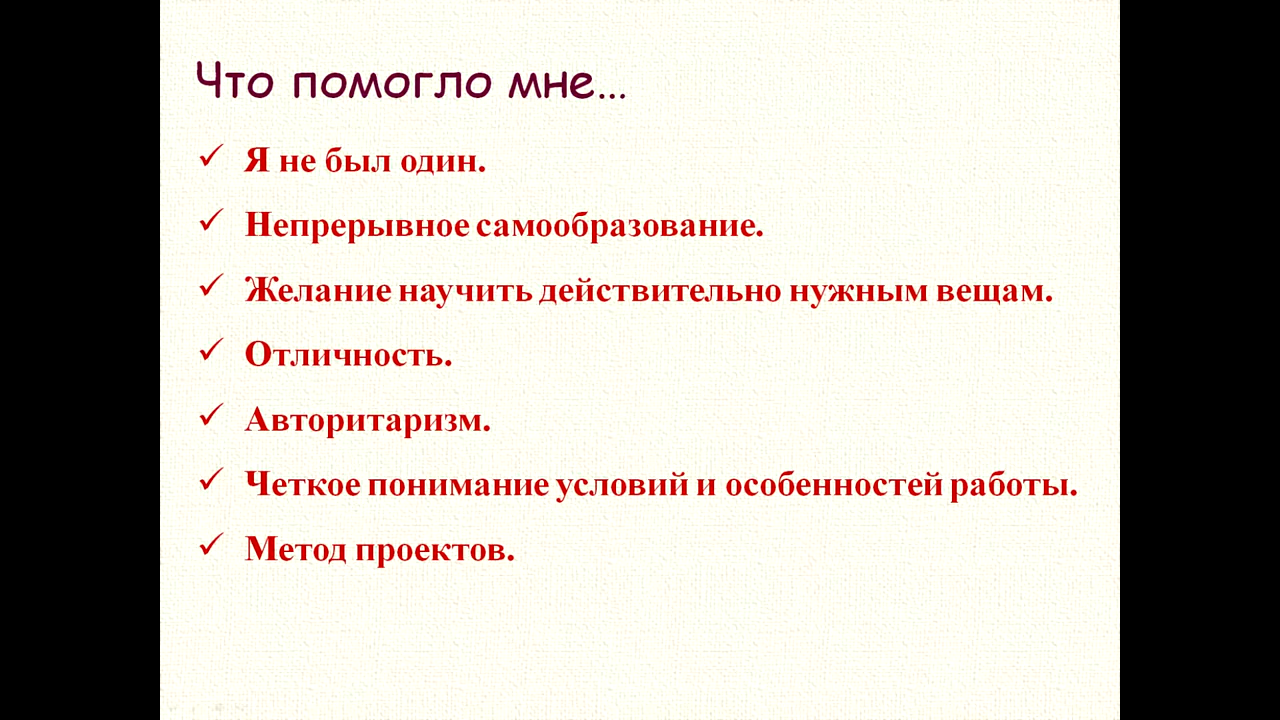 Что помогло мне...
Я не был один.
Непрерывное самообразование.
Желание научить действительно нужным вещам.
Отличность.
Авторитаризм.
Четкое понимание условий и особенностей работы.
Метод проектов.